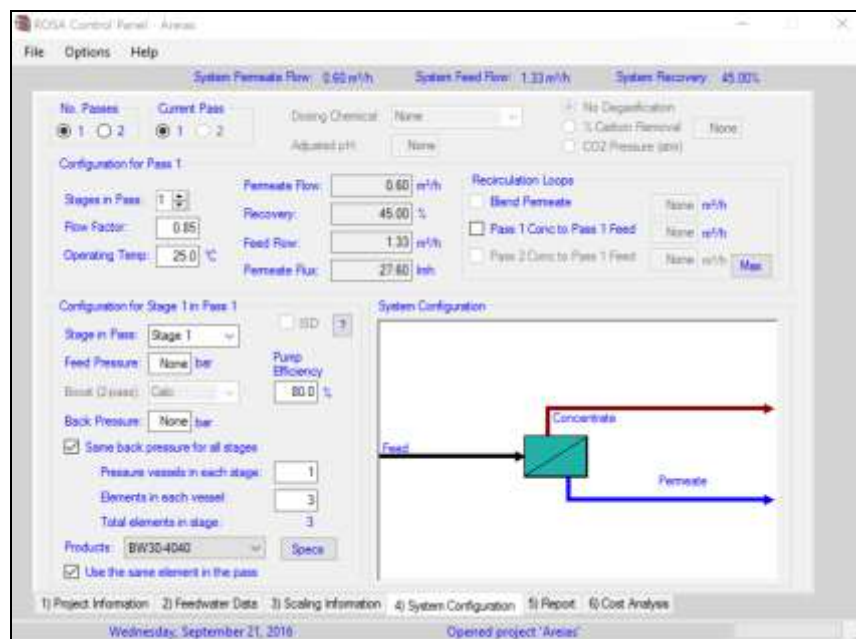 ROSA Control Panel - Areias
File Options Help
System Permeate Flow: 0.60 m³/h System Feed Flow: 1.33 m³/h System Recovery: 45.00%
No. Passes Current Pass
1 2 1 2
Dosing Chemical: None
Adjusted pH: None
No Degasification
% Carbon Removal None
CO2 Pressure (atm)
Configuration for Pass 1
Stages in Pass: 1
Flow Factor: 0.85
Operating Temp: 25.0 °C
Permeate Flow: 0.60 m³/h
Recovery: 45.00 %
Feed Flow: 1.33 m³/h
Permeate Flux: 27.60 lmh
Recirculation Loops
Blend Permeate None m³/h
Pass 1 Conc to Pass 1 Feed None m³/h
Pass 2 Conc to Pass 1 Feed None m³/h Max
Configuration for Stage 1 in Pass 1
ISD ?
Stage in Pass: Stage 1
Feed Pressure: None bar
Pump
Efficiency
80.0 %
Boost (2 pass): Calc
Back Pressure: None bar
Same back pressure for all stages
Pressure vessels in each stage: 1
Elements in each vessel: 3
Total elements in stage: 3
Products: BW30-4040 Specs
Use the same element in the pass
System Configuration
Concentrate
Feed
Permeate
1) Project Information 2) Feedwater Data 3) Scaling Information 4) System Configuration 5) Report 6) Cost Analysis
Wednesday, September 21, 2016 Opened project 'Areias'